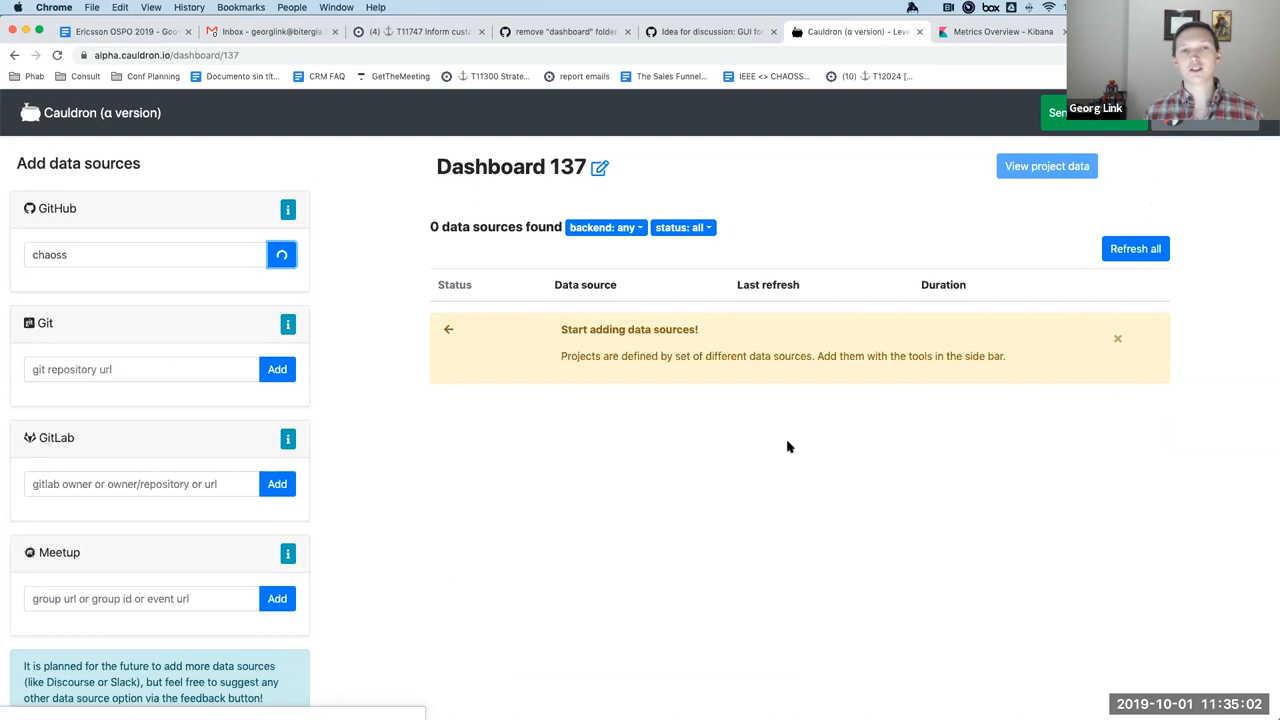 Chrome File Edit View History Bookmarks People Window Help
Ericson OSPO 2019 - Goo
Inbox - georglink@bitergia
(4) T11747 Inform cust
remove "dashboard" folder
Idea for discussion: GUI for
Cauldron (α version) - Leve
Metrics Overview - Kibana
alpha.cauldron.io/dashboard/137
Phab Consult Conf Planning Documento sin tít... CRM FAQ GetTheMeeting T11300 Strate... report emails The Sales Funnel... IEEE <> CHAOSS... (10) T12024 [...
Georg Link
Cauldron (α version)
Sen
Add data sources
GitHub
chaoss
Git
git repository url
Add
GitLab
gitlab owner or owner/repository or url
Add
Meetup
group url or group id or event url
Add
It is planned for the future to add more data sources
(like Discourse or Slack), but feel free to suggest any
other data source option via the feedback button!
Dashboard 137
View project data
0 data sources found backend: any status: all
Refresh all
Status Data source Last refresh Duration
Start adding data sources!
Projects are defined by set of different data sources. Add them with the tools in the side bar.
2019-10-01 11:35:02